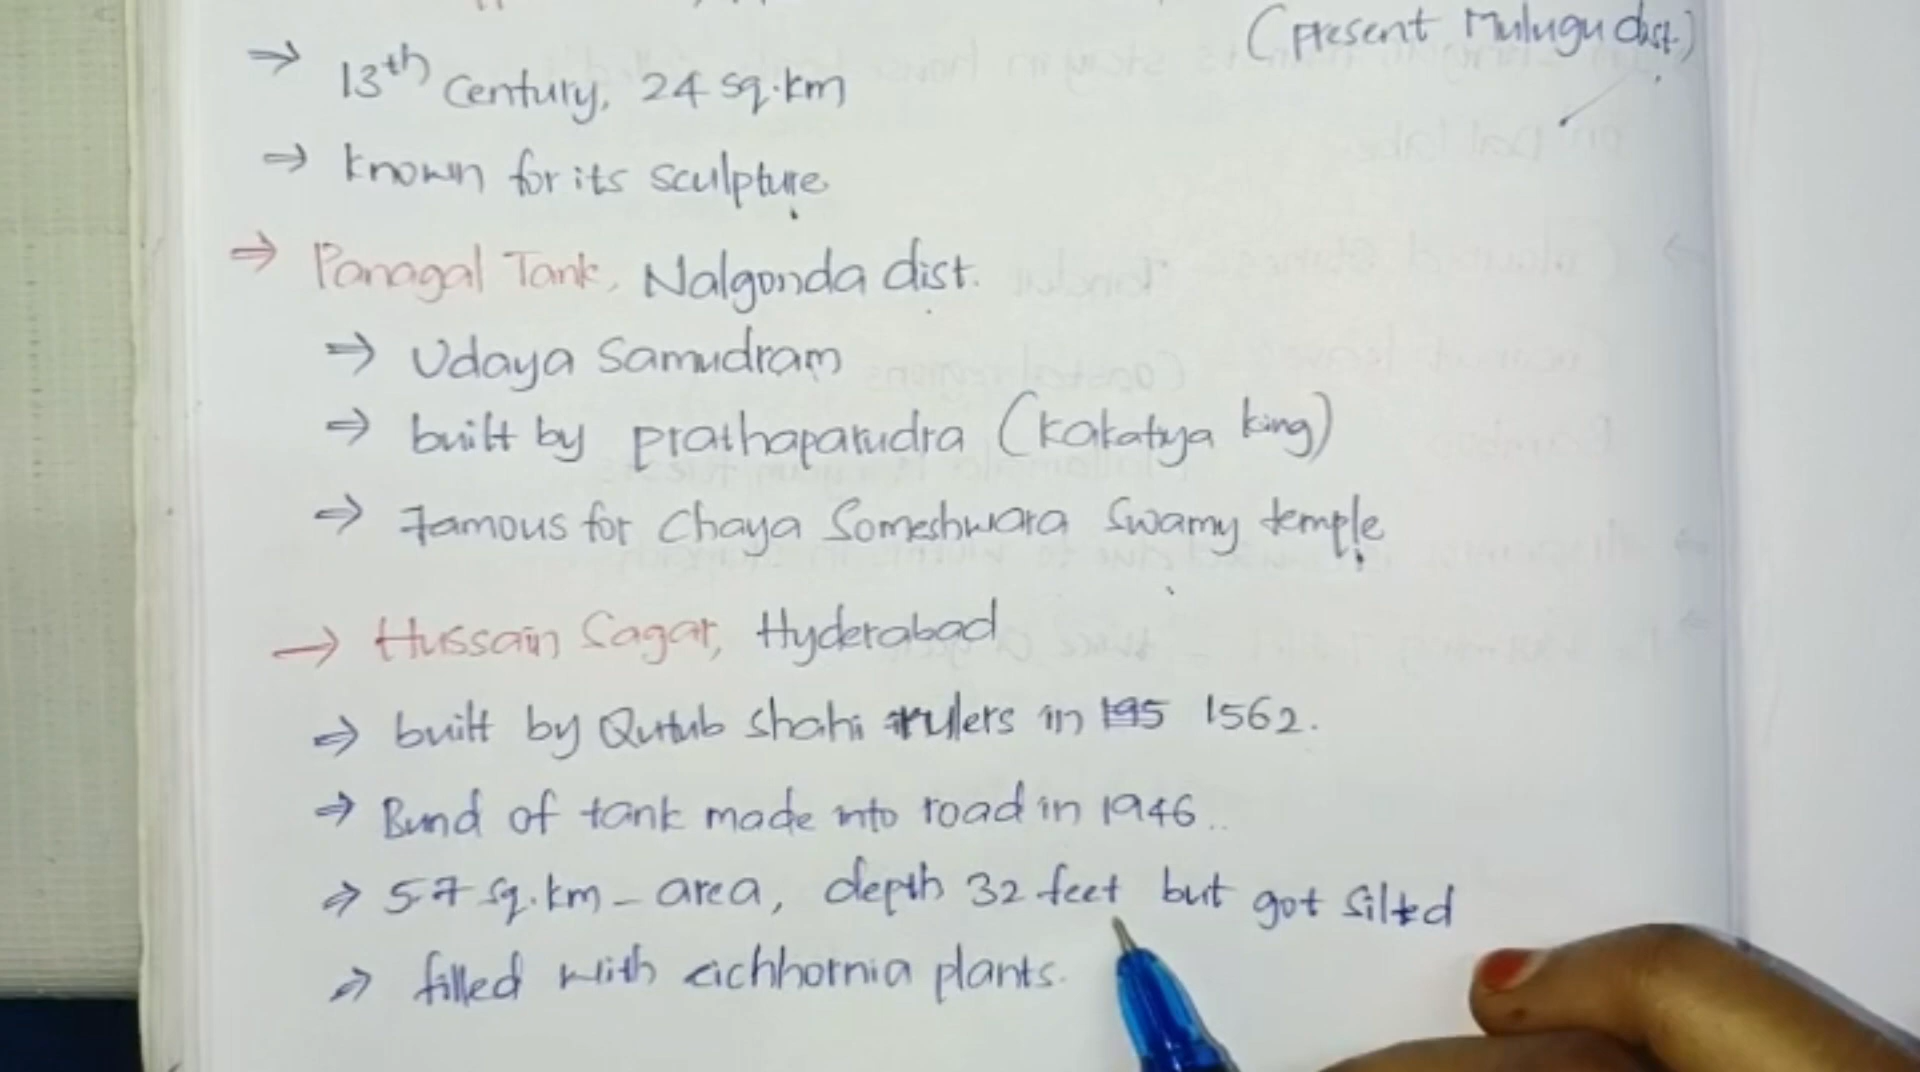 (present Mulugu dist.)
⇒ 13th Century, 24 sq.km
⇒ known for its sculpture
⇒ Panagal Tank, Nalgonda dist.
⇒ Udaya Samudram
⇒ built by prathaparudra (kakatiya king)
⇒ Famous for Chaya Someshwara Swamy temple
→ Hussain Sagar, Hyderabad
⇒ built by Qutub shahi rulers in 195 1562.
⇒ Bund of tank made into road in 1946..
⇒ 57 sq.km - area, depth 32 feet but got silted
⇒ filled with eichhornia plants.